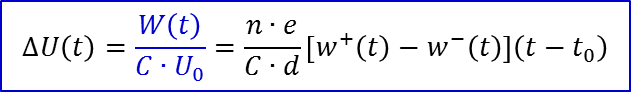 ΔU(t) = W(t) / (C · U₀) = (n · e) / (C · d) [w⁺(t) − w⁻(t)](t − t₀)